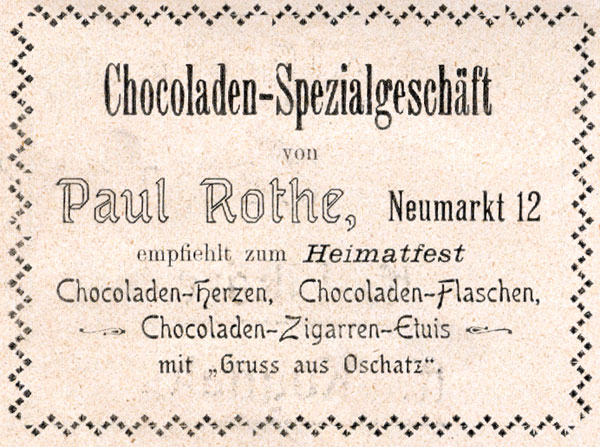 Chocoladen-Spezialgeschäft
von
Paul Rothe, Neumarkt 12
empfiehlt zum Heimatfest
Chocoladen-Herzen, Chocoladen-Flaschen,
Chocoladen-Zigarren-Etuis
mit „Gruss aus Oschatz".